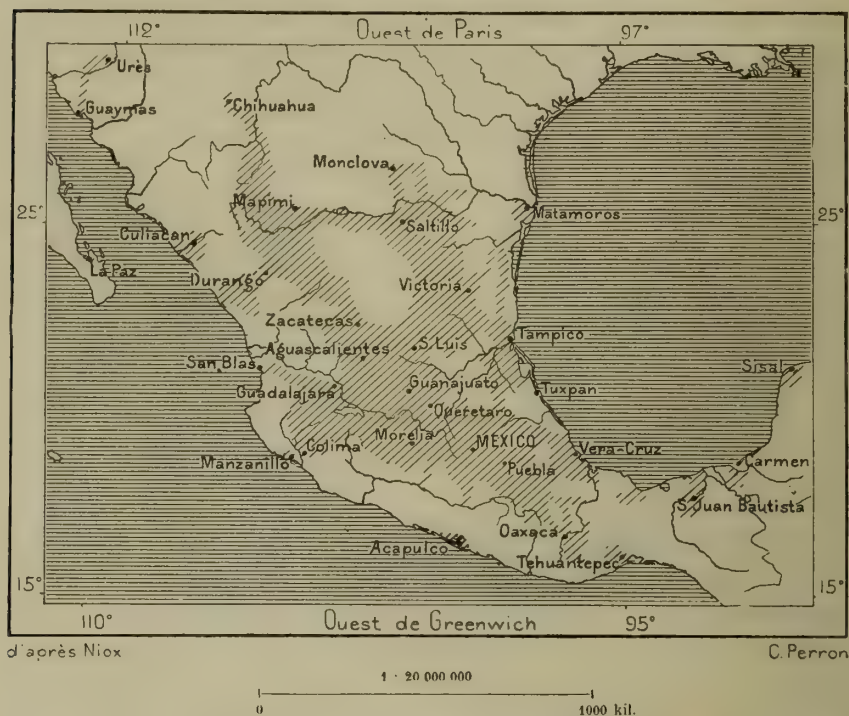 112° Ouest de Paris 97°
Urès
Guaymas
Chihuahua
Monclova
Mapimi
Matamoros
25° 25°
Saltillo
Culiacan
La Paz
Durango
Victoria
Zacatecas
Tampico
S. Luis
Aguascalientes
San Blas
Sisal
Guanajuato
Tuxpan
Guadalajara
Queretaro
Morelia
MEXICO
Vera-Cruz
Colima
Manzanillo
Puebla
Carmen
S. Juan Bautista
Oaxaca
Acapulco
Tehuantepec
15° 15°
110° Ouest de Greenwich 95°
d'après Niox C. Perron
1 : 20 000 000
0 1000 kil.